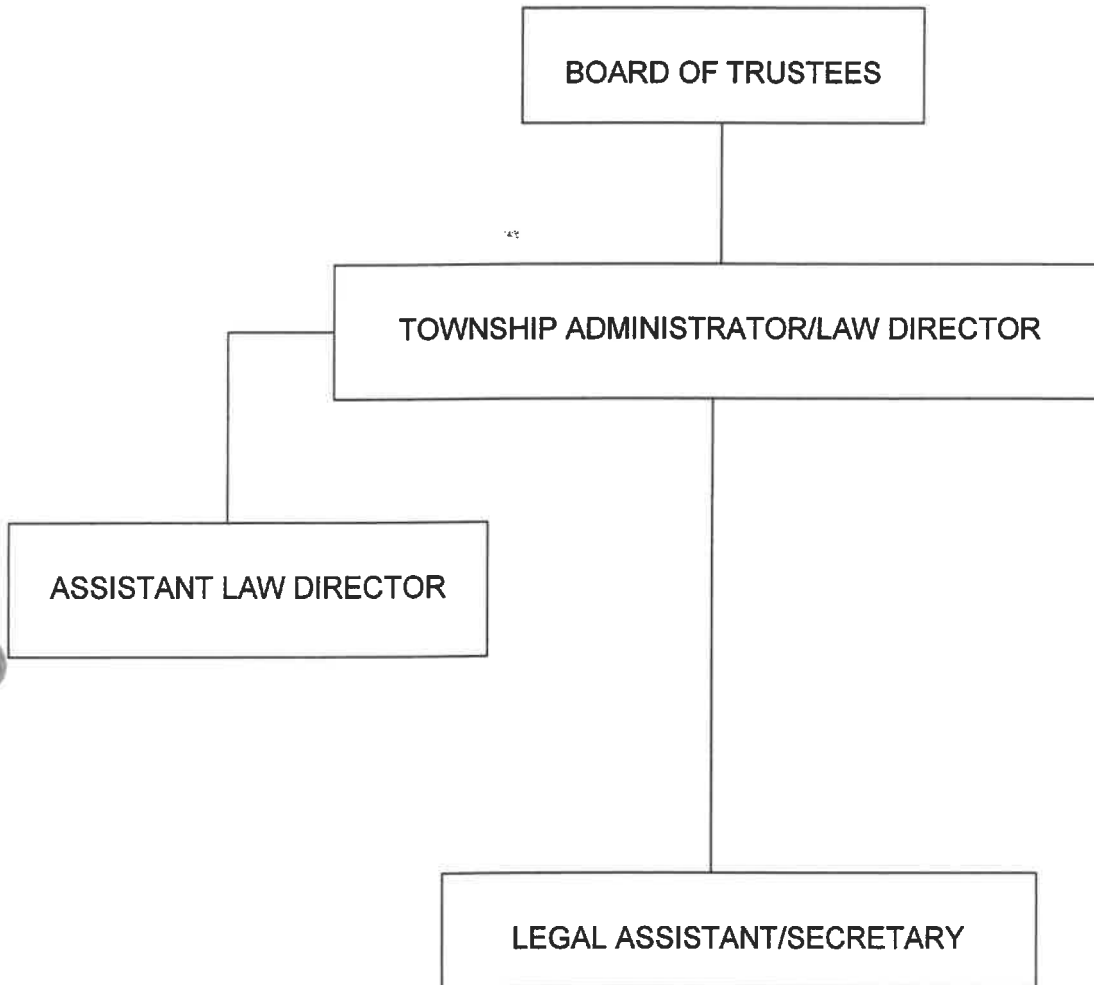 BOARD OF TRUSTEES
TOWNSHIP ADMINISTRATOR/LAW DIRECTOR
ASSISTANT LAW DIRECTOR
LEGAL ASSISTANT/SECRETARY